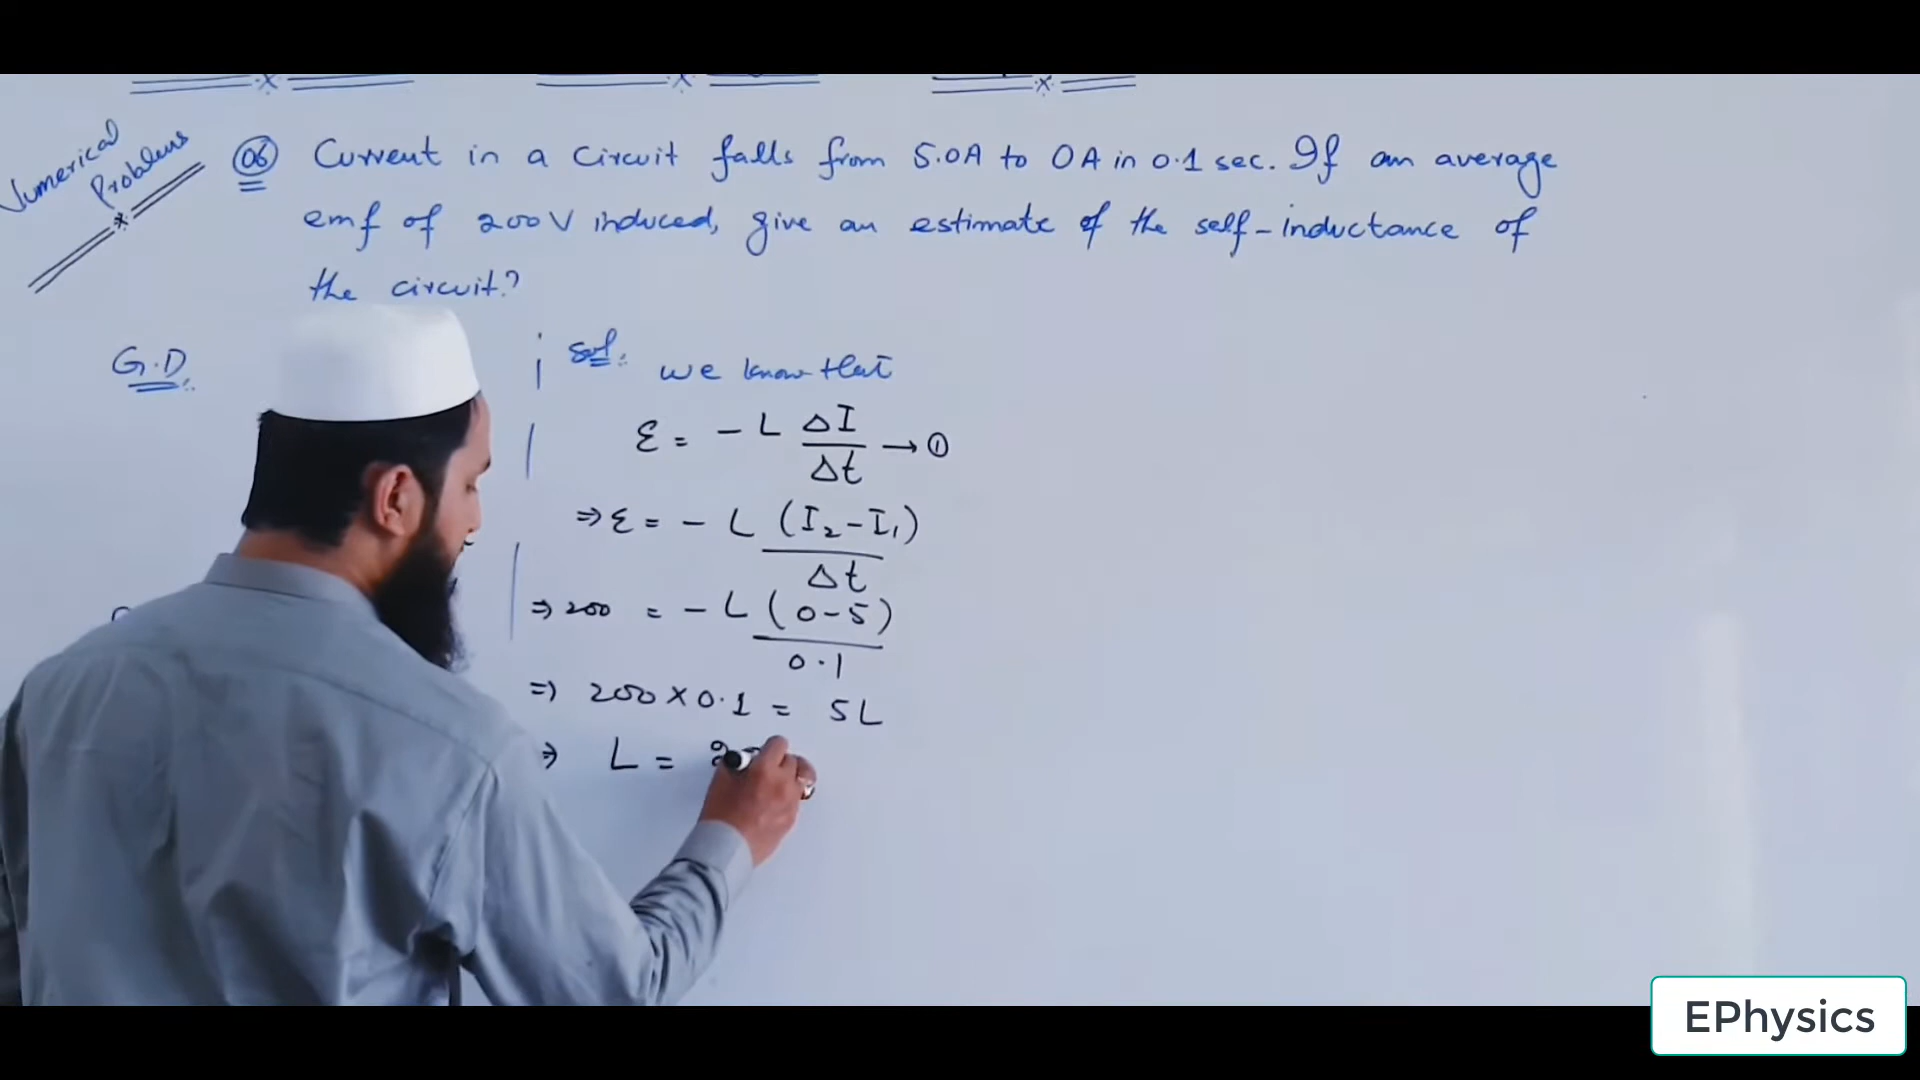 Numerical
Problems
06 Current in a Circuit falls from 5.0A to 0A in 0.1 sec. If an average
emf of 200V induced, give an estimate of the self-inductance of
the circuit?
G.D
Sol: we know that
ε = - L ΔI/Δt → ①
⇒ ε = - L (I₂-I₁)/Δt
⇒ 200 = - L (0-5)/0.1
⇒ 200 × 0.1 = 5L
⇒ L =
EPhysics